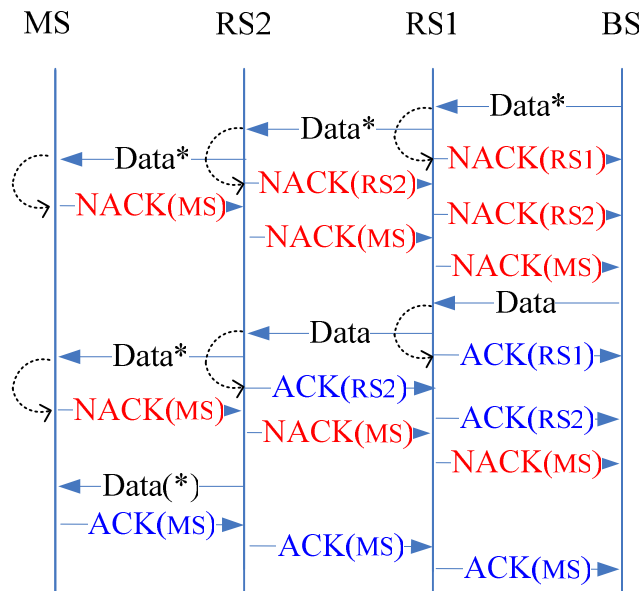 MS RS2 RS1 BS
Data*
Data*
Data* NACK(RS1)
NACK(RS2)
NACK(MS) NACK(RS2)
NACK(MS)
NACK(MS)
Data
Data
Data* ACK(RS1)
ACK(RS2)
NACK(MS) ACK(RS2)
NACK(MS)
NACK(MS)
Data(*)
ACK(MS)
ACK(MS)
ACK(MS)